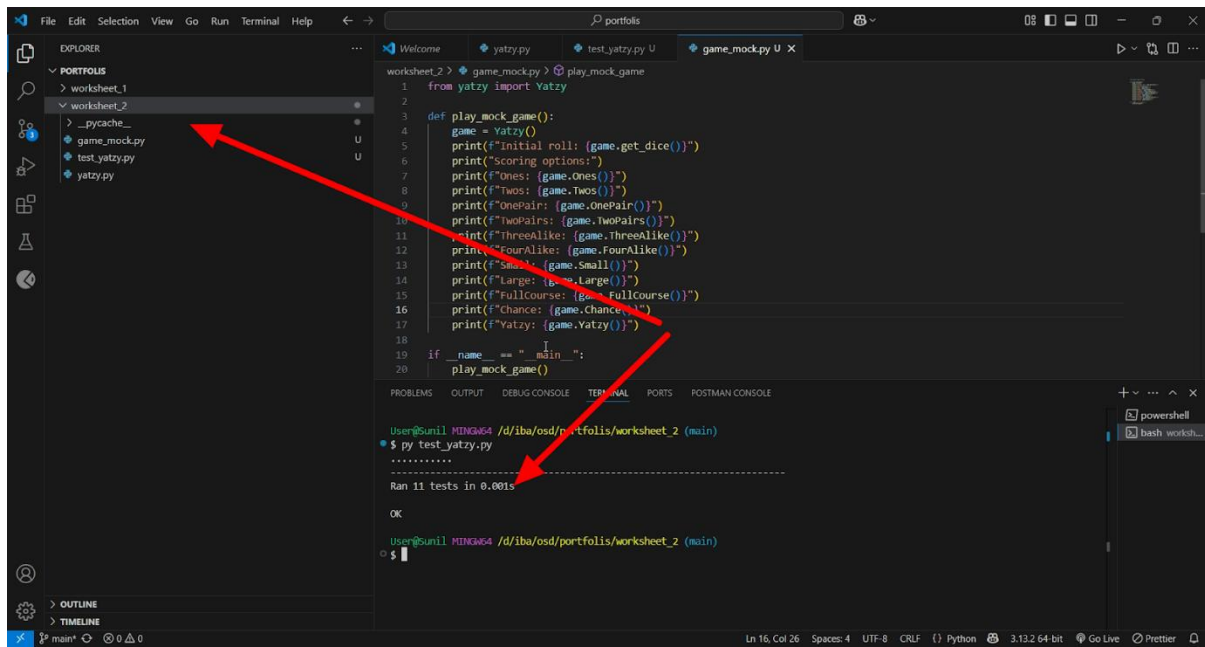 File Edit Selection View Go Run Terminal Help
portfolis
EXPLORER
PORTFOLIS
worksheet_1
worksheet_2
__pycache__
game_mock.py U
test_yatzy.py U
yatzy.py
OUTLINE
TIMELINE
Welcome yatzy.py test_yatzy.py U game_mock.py U
worksheet_2 > game_mock.py > play_mock_game
1 from yatzy import Yatzy
2
3 def play_mock_game():
4 game = Yatzy()
5 print(f"Initial roll: {game.get_dice()}")
6 print("Scoring options:")
7 print(f"Ones: {game.Ones()}")
8 print(f"Twos: {game.Twos()}")
9 print(f"OnePair: {game.OnePair()}")
10 print(f"TwoPairs: {game.TwoPairs()}")
11 print(f"ThreeAlike: {game.ThreeAlike()}")
12 print(f"FourAlike: {game.FourAlike()}")
13 print(f"Small: {game.Small()}")
14 print(f"Large: {game.Large()}")
15 print(f"FullCourse: {game.FullCourse()}")
16 print(f"Chance: {game.Chance()}")
17 print(f"Yatzy: {game.Yatzy()}")
18
19 if __name__ == "__main__":
20 play_mock_game()
PROBLEMS OUTPUT DEBUG CONSOLE TERMINAL PORTS POSTMAN CONSOLE
powershell
bash worksh...
User@Sunil MINGW64 /d/iba/osd/portfolis/worksheet_2 (main)
$ py test_yatzy.py
...........
----------------------------------------------------------------------
Ran 11 tests in 0.001s
OK
User@Sunil MINGW64 /d/iba/osd/portfolis/worksheet_2 (main)
$
3
main* 0 0 Ln 16, Col 26 Spaces: 4 UTF-8 CRLF {} Python 3.13.2 64-bit Go Live Prettier